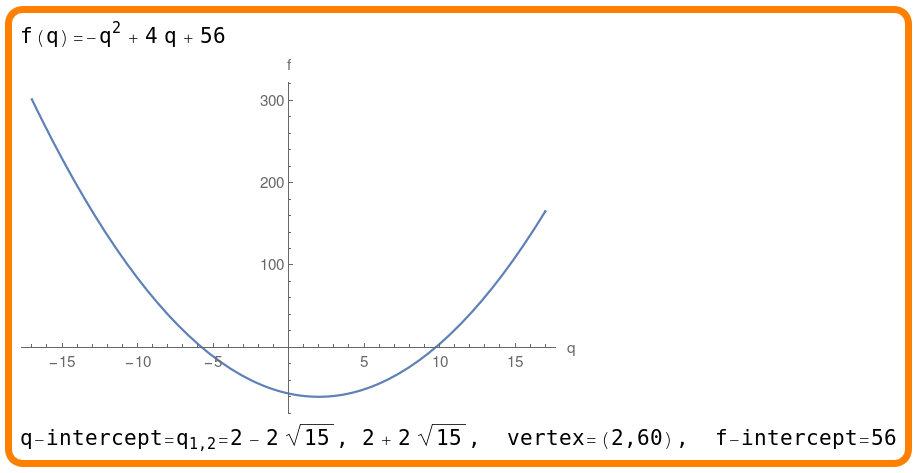 f(q)=-q² + 4 q + 56
f
300
200
100
-15 -10 -5 5 10 15 q
q-intercept=q₁,₂=2 - 2 √15, 2 + 2 √15, vertex=(2,60), f-intercept=56